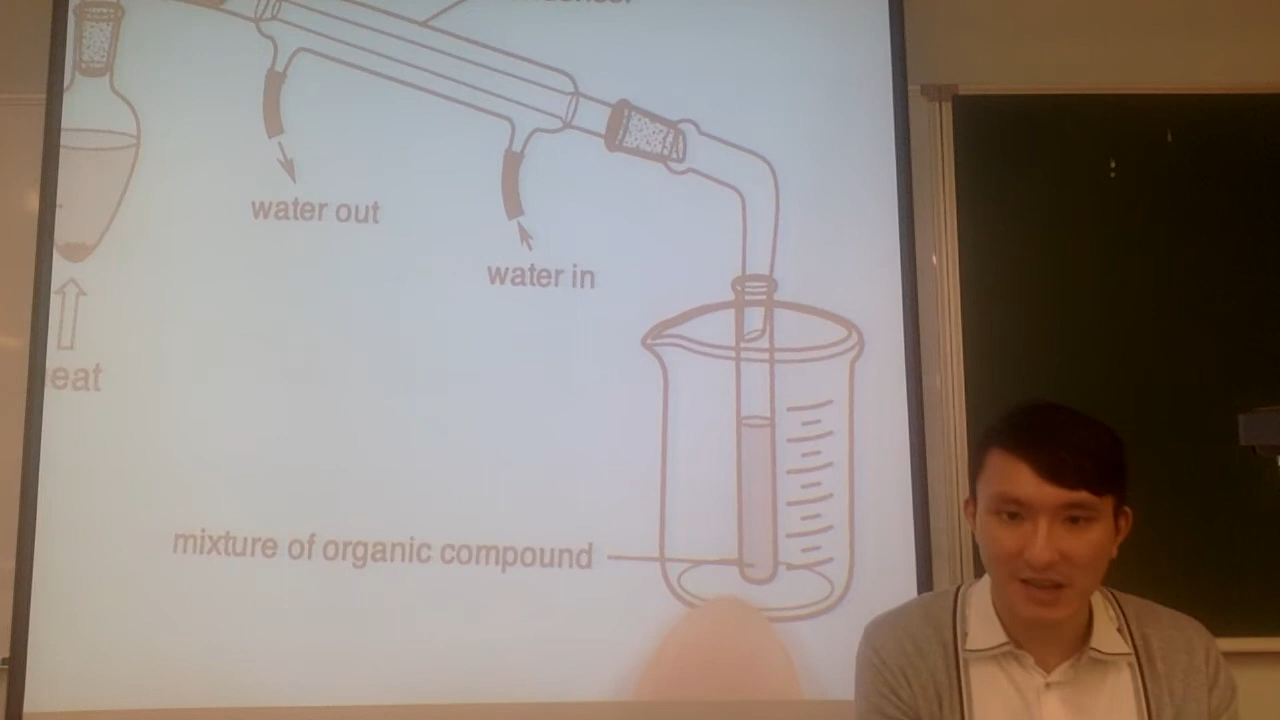 water out
water in
eat
mixture of organic compound